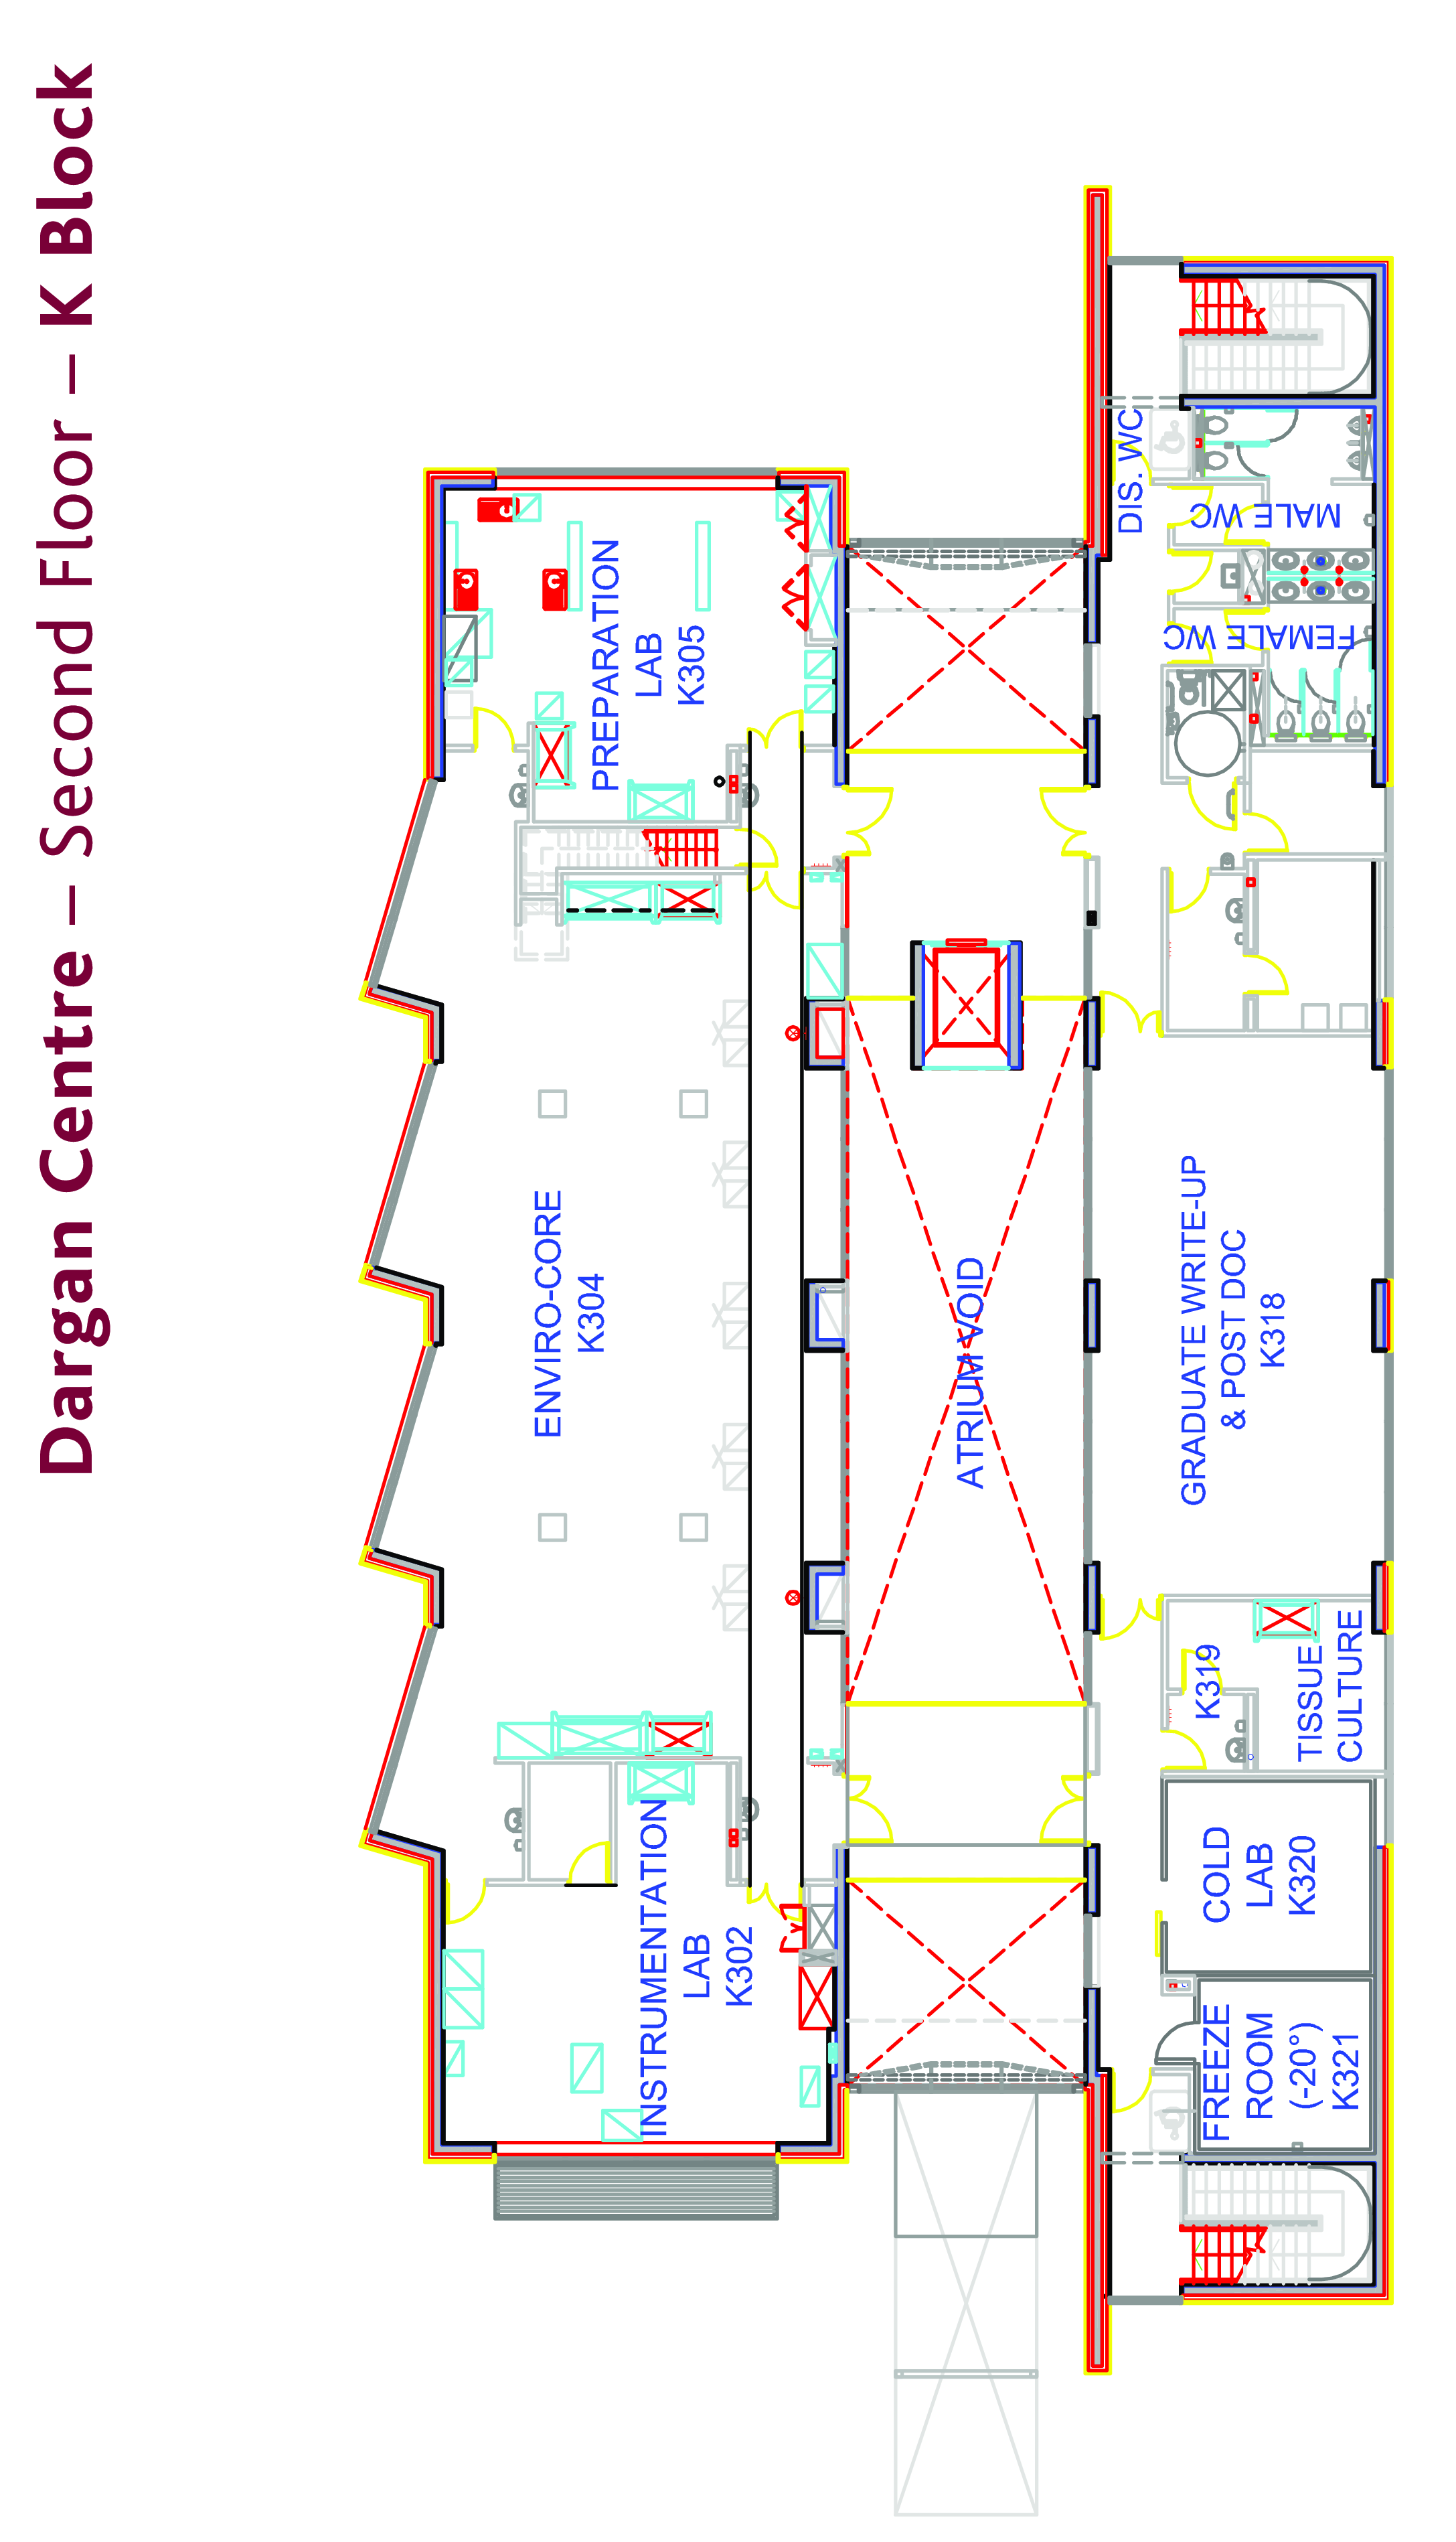 Dargan Centre – Second Floor – K Block
PREPARATION
LAB
K305
ENVIRO-CORE
K304
INSTRUMENTATION
LAB
K302
ATRIUM VOID
DIS. WC
MALE WC
FEMALE WC
GRADUATE WRITE-UP
& POST DOC
K318
K319
TISSUE
CULTURE
COLD
LAB
K320
FREEZE
ROOM
(-20°)
K321